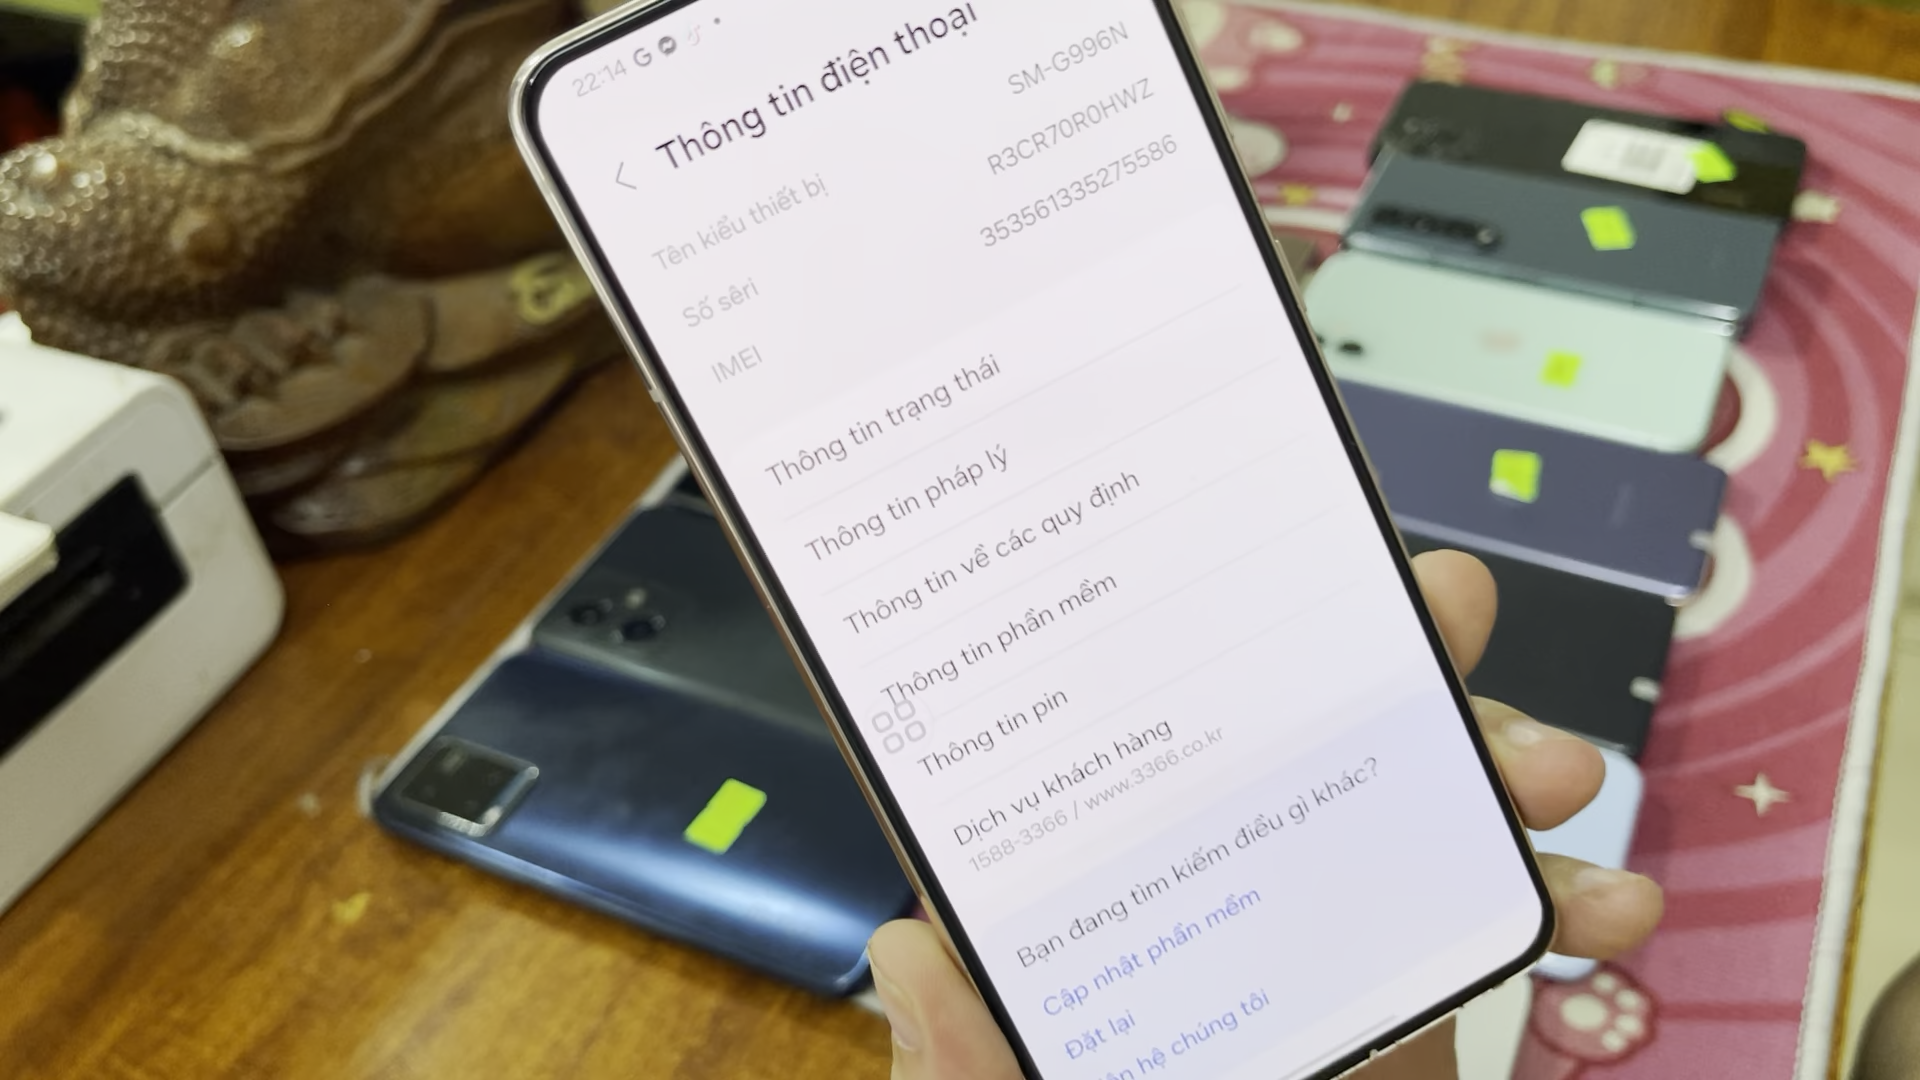 22:14
Thông tin điện thoại
Tên kiểu thiết bị SM-G996N
Số sêri R3CR70R0HWZ
IMEI 353561335275586
Thông tin trạng thái
Thông tin pháp lý
Thông tin về các quy định
Thông tin phần mềm
Thông tin pin
Dịch vụ khách hàng
1588-3366 / www.3366.co.kr
Bạn đang tìm kiếm điều gì khác?
Cập nhật phần mềm
Đặt lại
hệ chúng tôi